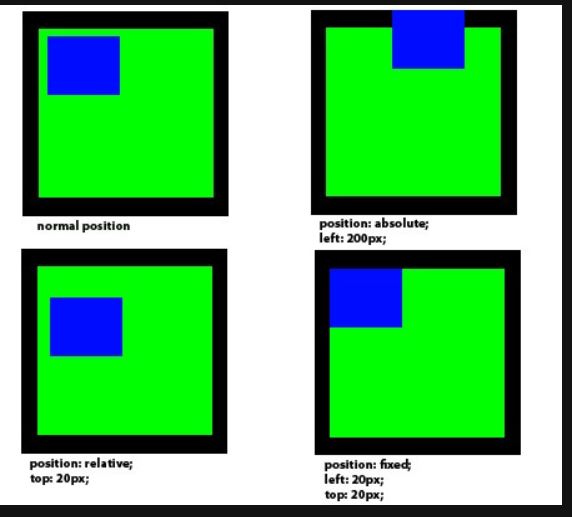 normal position
position: absolute;
left: 200px;
position: relative;
top: 20px;
position: fixed;
left: 20px;
top: 20px;